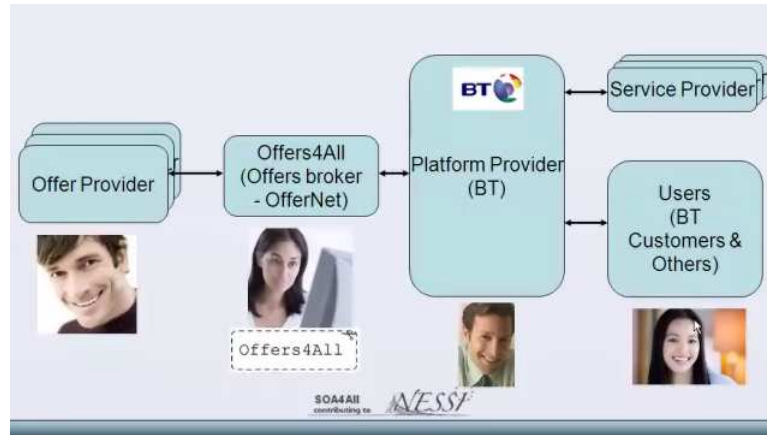 Offer Provider
Offers4All
(Offers broker
- OfferNet)
BT
Platform Provider
(BT)
Service Provider
Users
(BT
Customers &
Others)
Offers4All
SOA4All
contributing to
NESSI